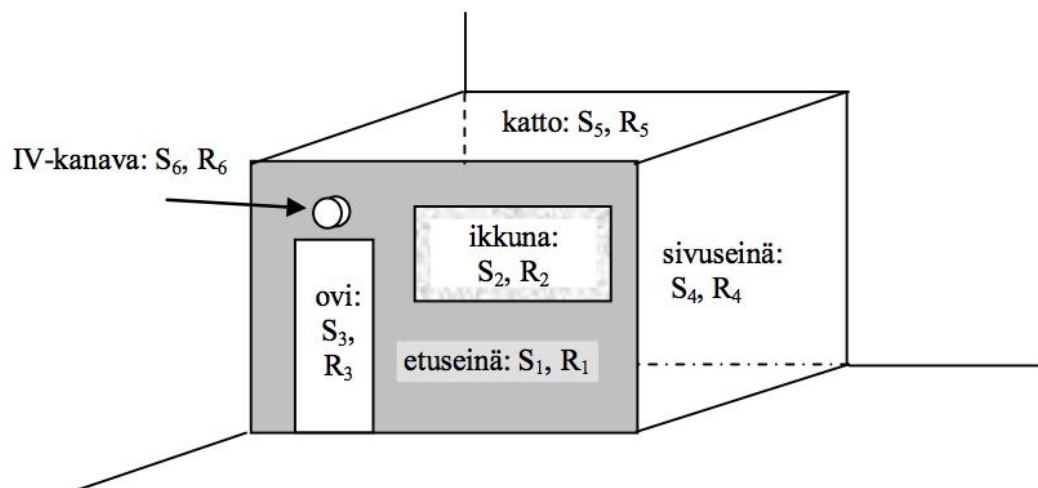 katto: S₅, R₅
IV-kanava: S₆, R₆
ikkuna:
S₂, R₂
sivuseinä:
S₄, R₄
ovi:
S₃,
R₃
etuseinä: S₁, R₁